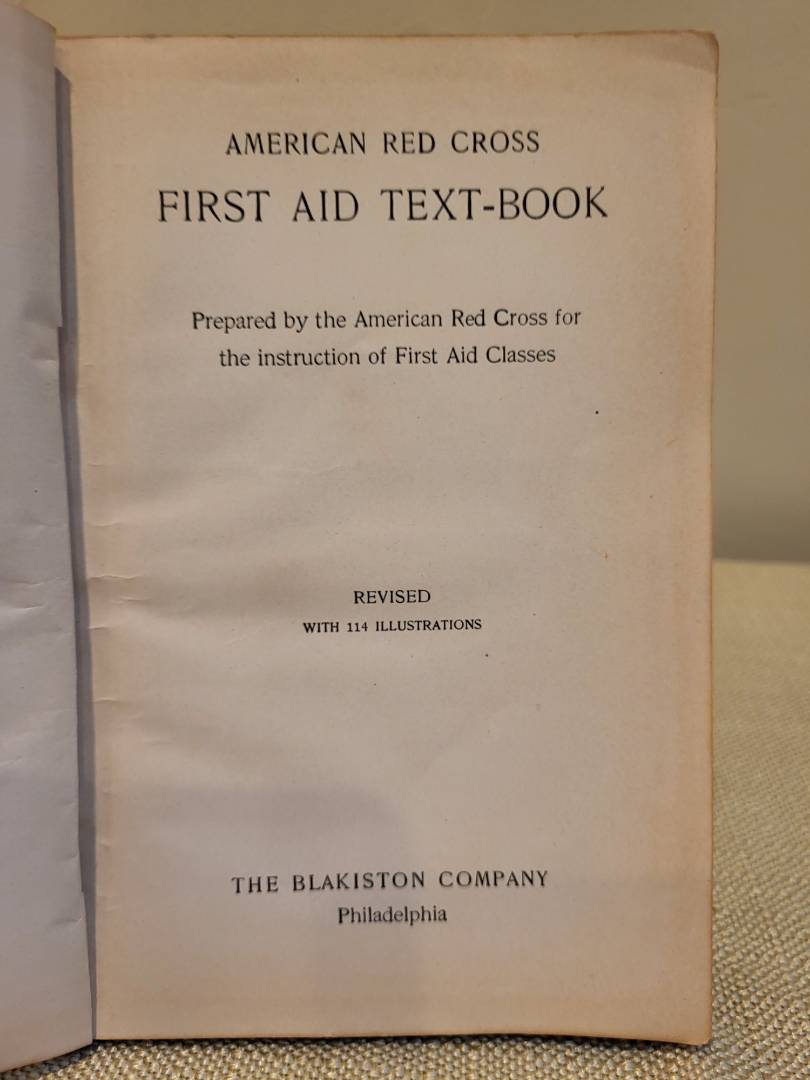 AMERICAN RED CROSS
FIRST AID TEXT-BOOK
Prepared by the American Red Cross for
the instruction of First Aid Classes
REVISED
WITH 114 ILLUSTRATIONS
THE BLAKISTON COMPANY
Philadelphia